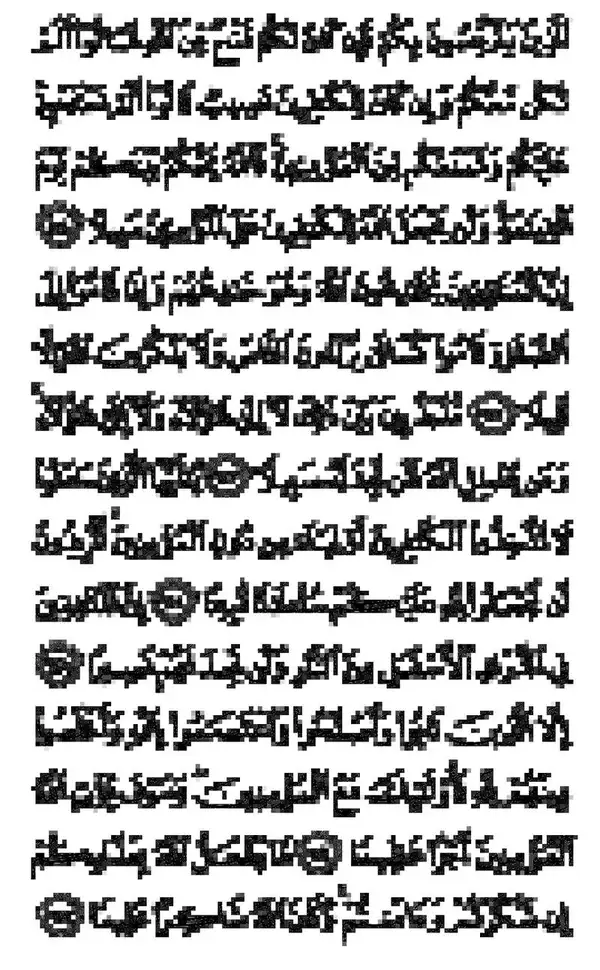 الذين يتربصون بكم فإن كان لكم فتح من الله قالوا ألم
نكن معكم وإن كان للكافرين نصيب قالوا ألم نستحوذ
عليكم ونمنعكم من المؤمنين فالله يحكم بينكم يوم
القيامة ولن يجعل الله للكافرين على المؤمنين سبيلا
إن المنافقين يخادعون الله وهو خادعهم وإذا قاموا إلى
الصلاة قاموا كسالى يراءون الناس ولا يذكرون الله إلا
قليلا مذبذبين بين ذلك لا إلى هؤلاء ولا إلى هؤلاء
ومن يضلل الله فلن تجد له سبيلا يا أيها الذين آمنوا
لا تتخذوا الكافرين أولياء من دون المؤمنين أتريدون
أن تجعلوا لله عليكم سلطانا مبينا إن المنافقين
في الدرك الأسفل من النار ولن تجد لهم نصيرا
إلا الذين تابوا وأصلحوا واعتصموا بالله وأخلصوا
دينهم لله فأولئك مع المؤمنين وسوف يؤت الله
المؤمنين أجرا عظيما ما يفعل الله بعذابكم إن
شكرتم وآمنتم وكان الله شاكرا عليما